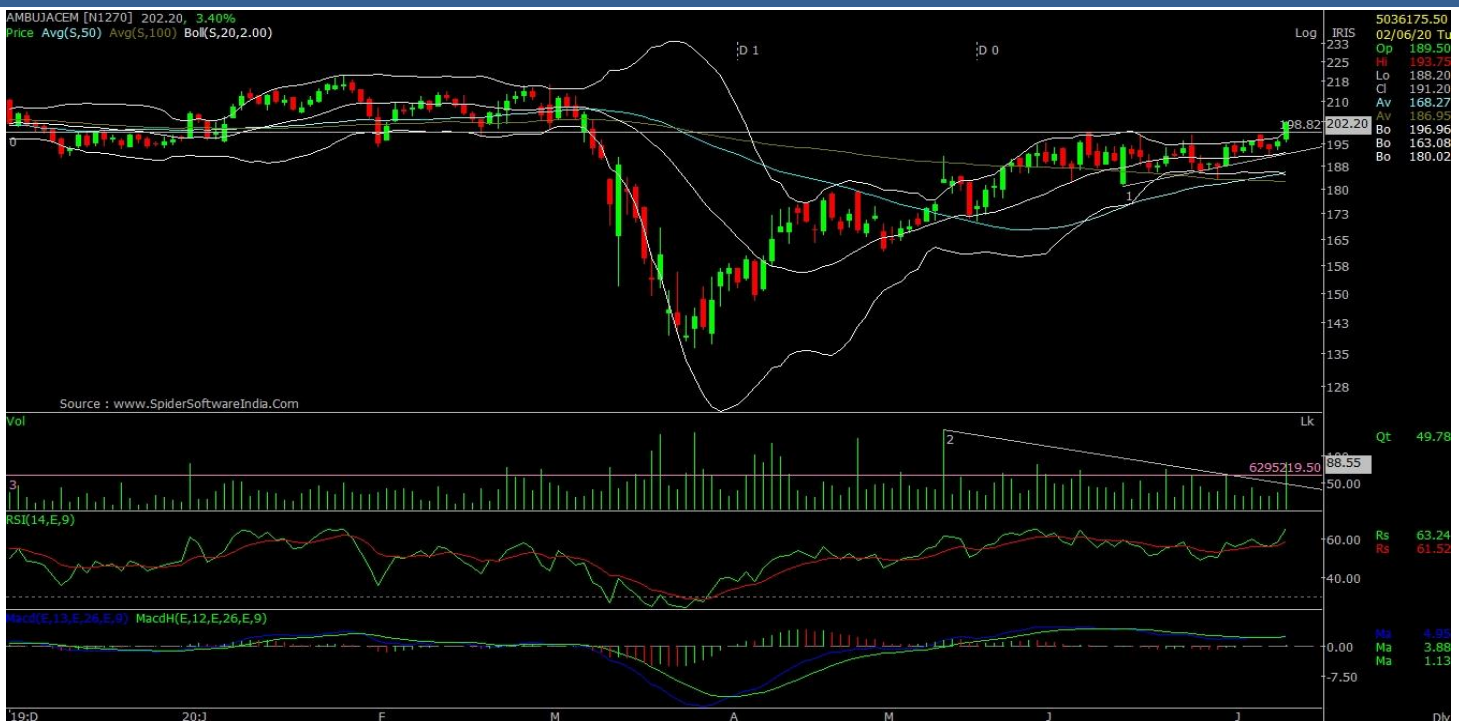 AMBUJACEM [N1270] 202.20, 3.40%
Price Avg(S,50) Avg(S,100) Boll(S,20,2.00)
Log
IRIS
5036175.50
02/06/20 Tu
Op 189.50
Hi 193.75
Lo 188.20
Cl 191.20
Av 168.27
Av 186.95
Bo 196.96
Bo 163.08
Bo 180.02
D 1
D 0
233
225
218
210
198.82
202.20
195
188
180
173
165
158
150
143
135
128
0
1
Source : www.SpiderSoftwareIndia.Com
Vol
Lk
Qt 49.78
2
88.55
6295219.50
50.00
3
RSI(14,E,9)
60.00
40.00
Rs 63.24
Rs 61.52
Macd(E,13,E,26,E,9) MacdH(E,12,E,26,E,9)
Ma 4.95
Ma 3.88
Ma 1.13
0.00
-7.50
'19:D 20:J F M A M J J
Dly